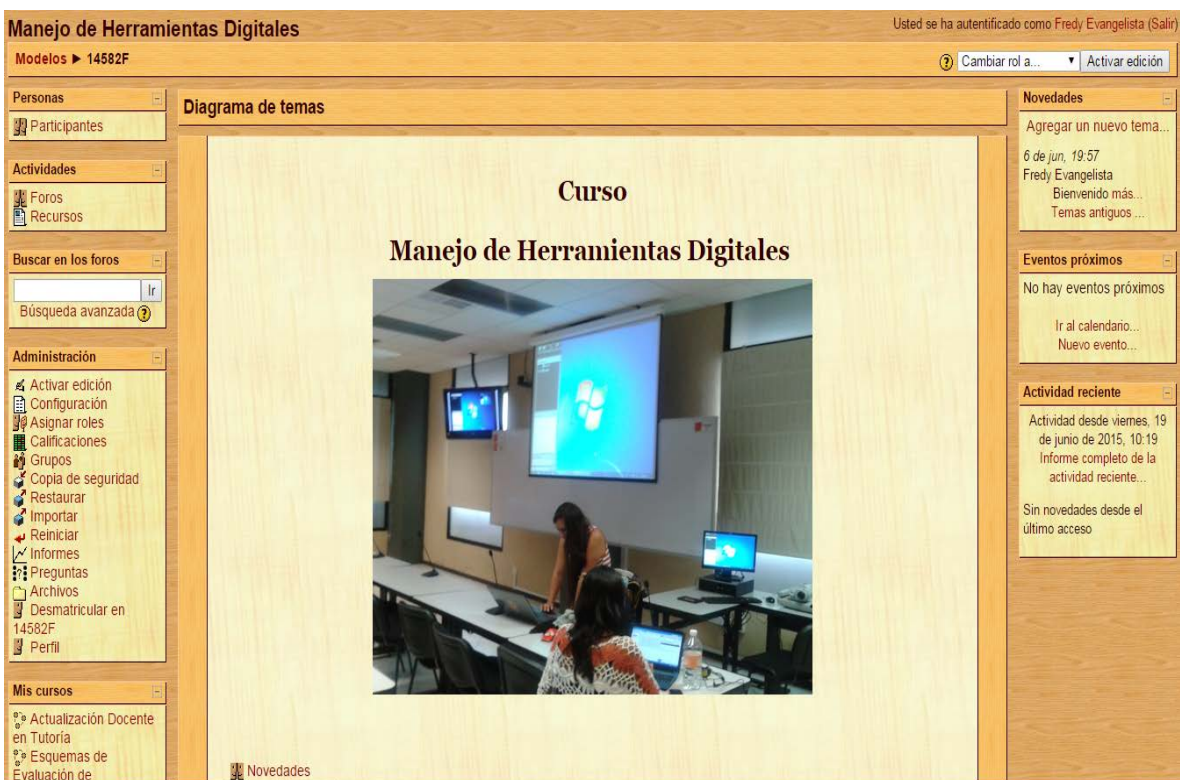 Manejo de Herramientas Digitales
Usted se ha autentificado como Fredy Evangelista (Salir)
Modelos ► 14582F
Cambiar rol a...
Activar edición
Personas
Participantes
Actividades
Foros
Recursos
Buscar en los foros
Ir
Búsqueda avanzada
Administración
Activar edición
Configuración
Asignar roles
Calificaciones
Grupos
Copia de seguridad
Restaurar
Importar
Reiniciar
Informes
Preguntas
Archivos
Desmatricular en
14582F
Perfil
Mis cursos
Actualización Docente
en Tutoría
Esquemas de
Evaluación de
Diagrama de temas
Curso
Manejo de Herramientas Digitales
Novedades
Novedades
Agregar un nuevo tema...
6 de jun, 19:57
Fredy Evangelista
Bienvenido más...
Temas antiguos ...
Eventos próximos
No hay eventos próximos
Ir al calendario...
Nuevo evento...
Actividad reciente
Actividad desde viernes, 19
de junio de 2015, 10:19
Informe completo de la
actividad reciente...
Sin novedades desde el
último acceso